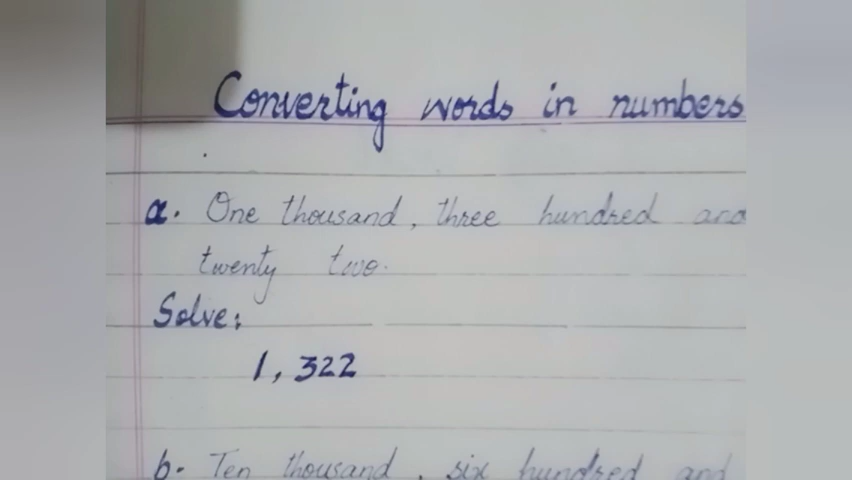 Converting words in numbers
a. One thousand, three hundred and
twenty two.
Solve:
1, 322
b. Ten thousand, six hundred and